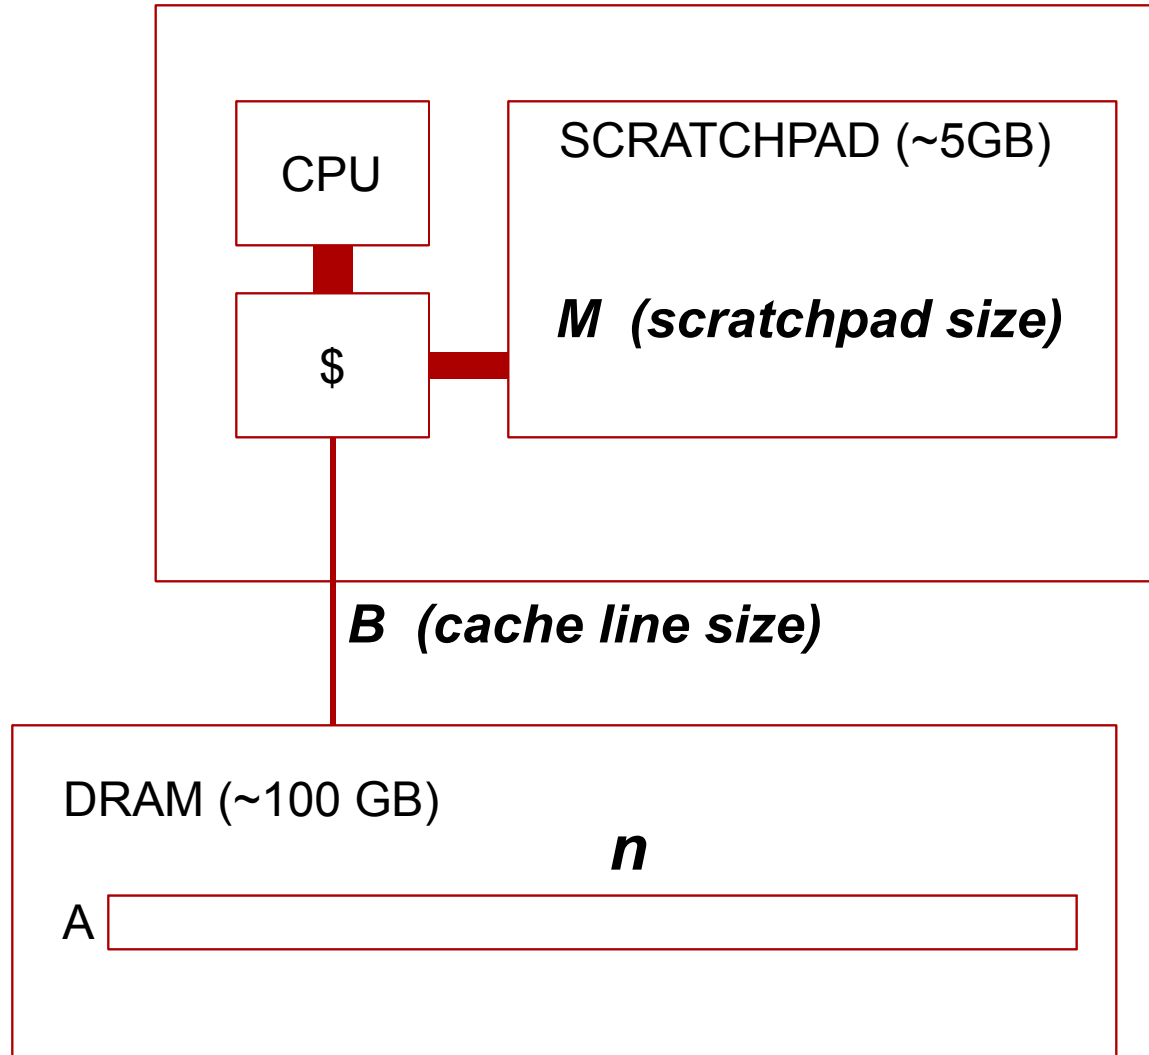 SCRATCHPAD (~5GB)
CPU
M (scratchpad size)
$
B (cache line size)
DRAM (~100 GB)
n
A